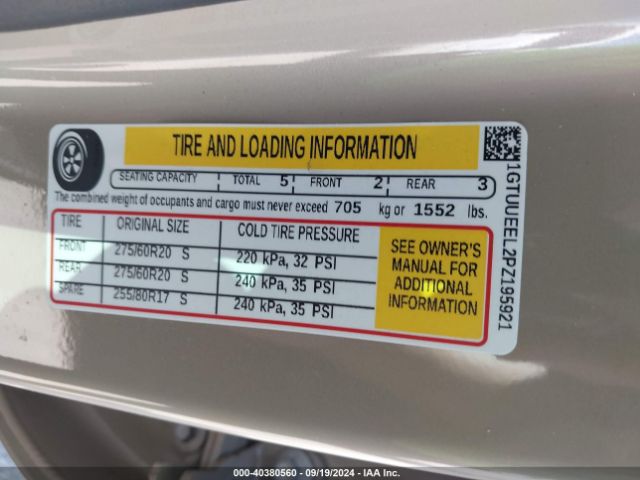 TIRE AND LOADING INFORMATION
SEATING CAPACITY TOTAL 5 FRONT 2 REAR 3
The combined weight of occupants and cargo must never exceed 705 kg or 1552 lbs.
TIRE ORIGINAL SIZE COLD TIRE PRESSURE
FRONT 275/60R20 S 220 kPa, 32 PSI
REAR 275/60R20 S 240 kPa, 35 PSI
SPARE 255/80R17 S 240 kPa, 35 PSI
SEE OWNER'S
MANUAL FOR
ADDITIONAL
INFORMATION
1GTUUEEL2PZ195921
000-40380560 - 09/19/2024 - IAA Inc.